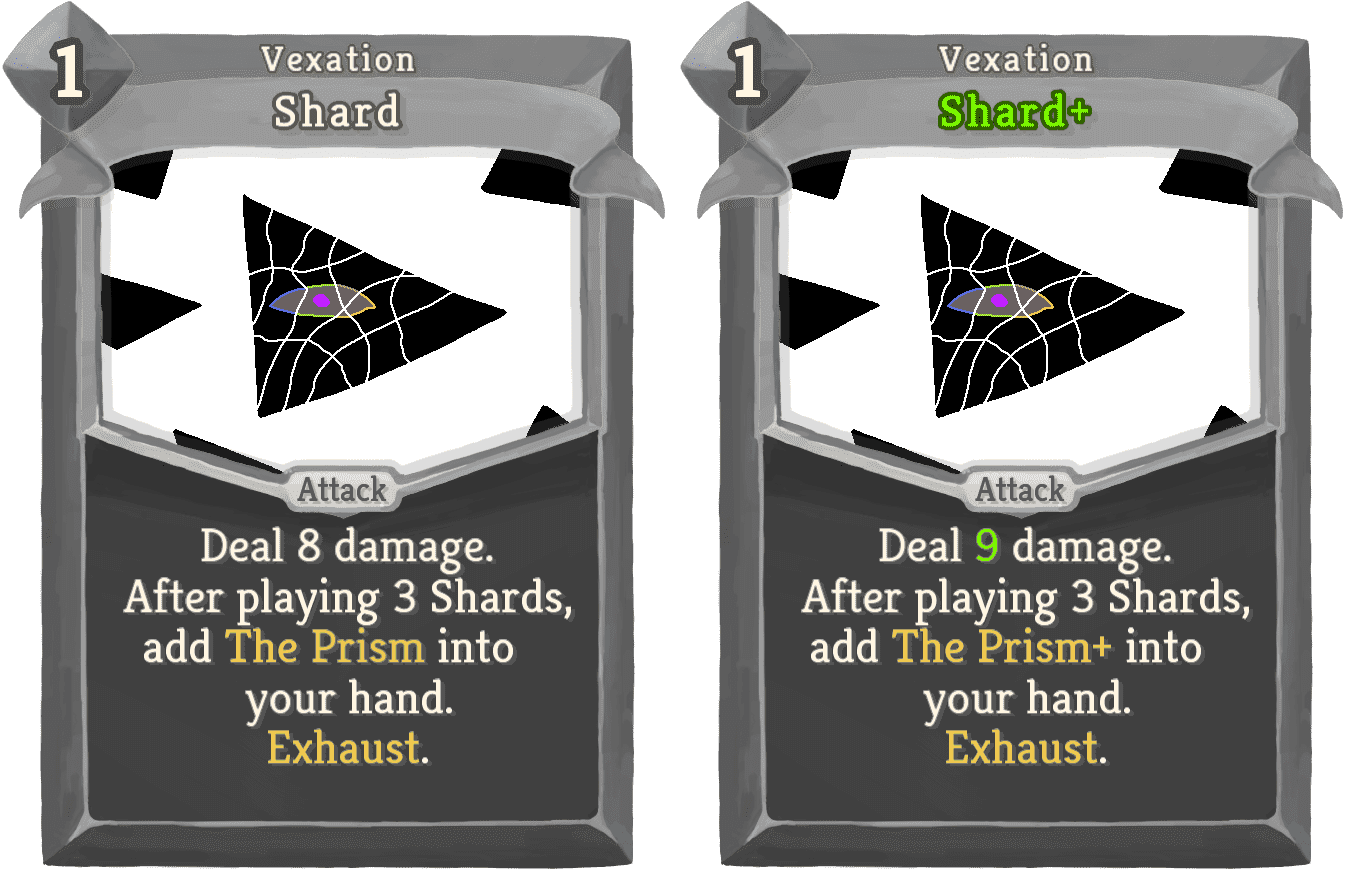 1
Vexation
Shard
Attack
Deal 8 damage.
After playing 3 Shards,
add The Prism into
your hand.
Exhaust.
1
Vexation
Shard+
Attack
Deal 9 damage.
After playing 3 Shards,
add The Prism+ into
your hand.
Exhaust.